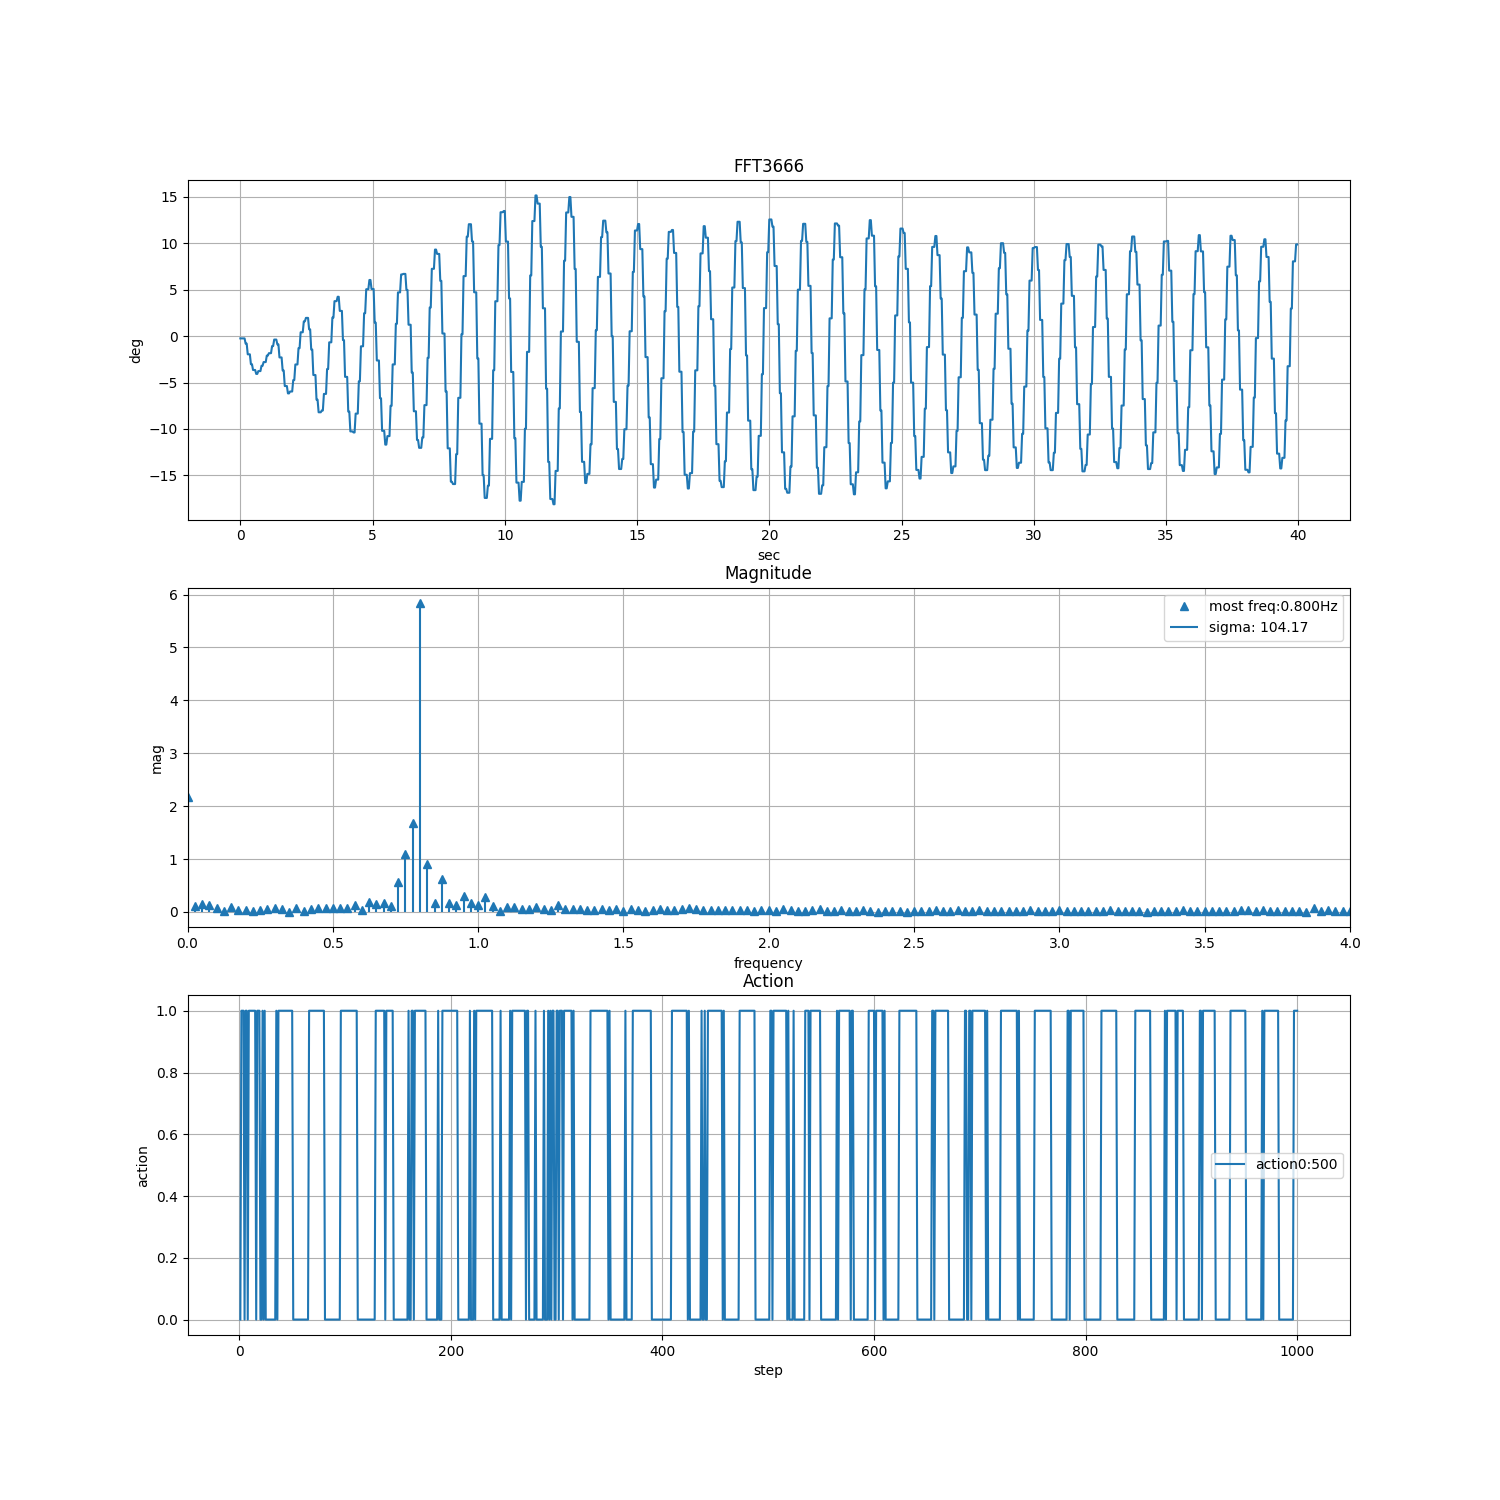 FFT3666
15
10
5
0
−5
−10
−15
deg
0 5 10 15 20 25 30 35 40
sec
Magnitude
6
5
4
3
2
1
0
mag
most freq:0.800Hz
sigma: 104.17
0.0 0.5 1.0 1.5 2.0 2.5 3.0 3.5 4.0
frequency
Action
1.0
0.8
0.6
0.4
0.2
0.0
action
action0:500
0 200 400 600 800 1000
step